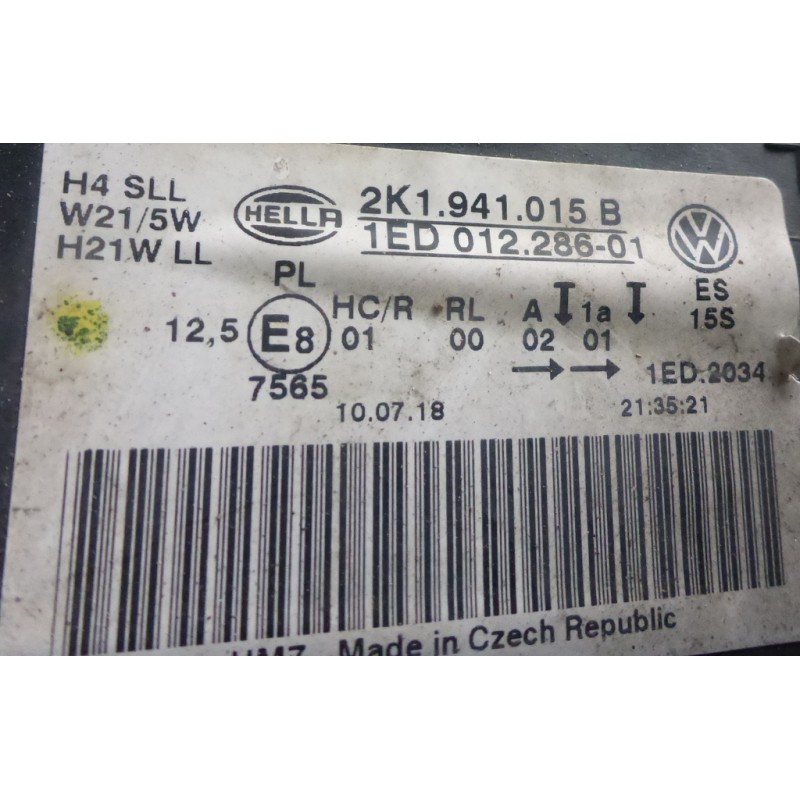 H4 SLL
W21/5W
H21W LL
HELLA
2K1.941.015 B
1ED 012.286-01
VW
PL
12,5
E8
7565
HC/R RL A 1a
01 00 02 01
ES
15S
1ED.2034
10.07.18
21:35:21
Made in Czech Republic